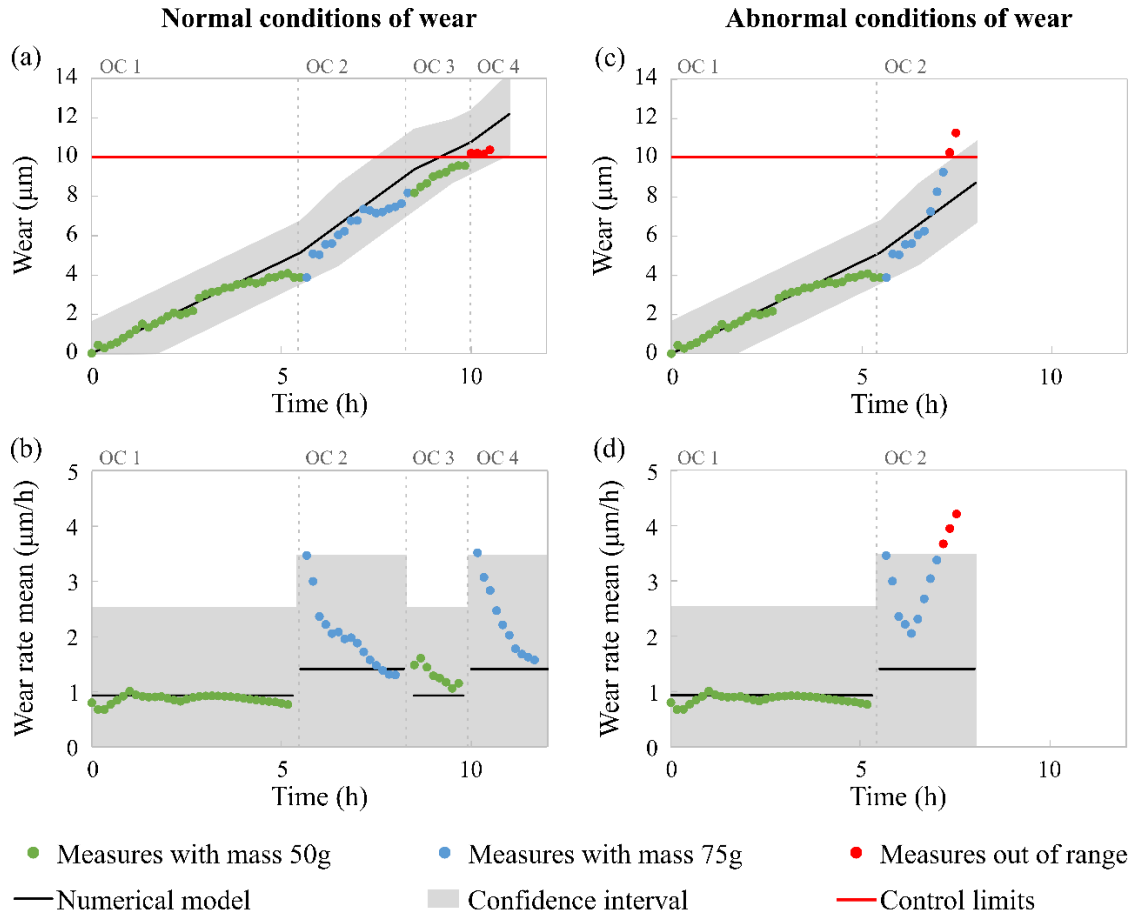 Normal conditions of wear
Abnormal conditions of wear
(a)
OC 1
OC 2
OC 3
OC 4
14
12
10
8
6
4
2
0
Wear (μm)
0
5
10
Time (h)
(c)
OC 1
OC 2
14
12
10
8
6
4
2
0
Wear (μm)
0
5
10
Time (h)
(b)
OC 1
OC 2
OC 3
OC 4
5
4
3
2
1
0
Wear rate mean (μm/h)
0
5
10
Time (h)
(d)
OC 1
OC 2
5
4
3
2
1
0
Wear rate mean (μm/h)
0
5
10
Time (h)
Measures with mass 50g
Measures with mass 75g
Measures out of range
Numerical model
Confidence interval
Control limits